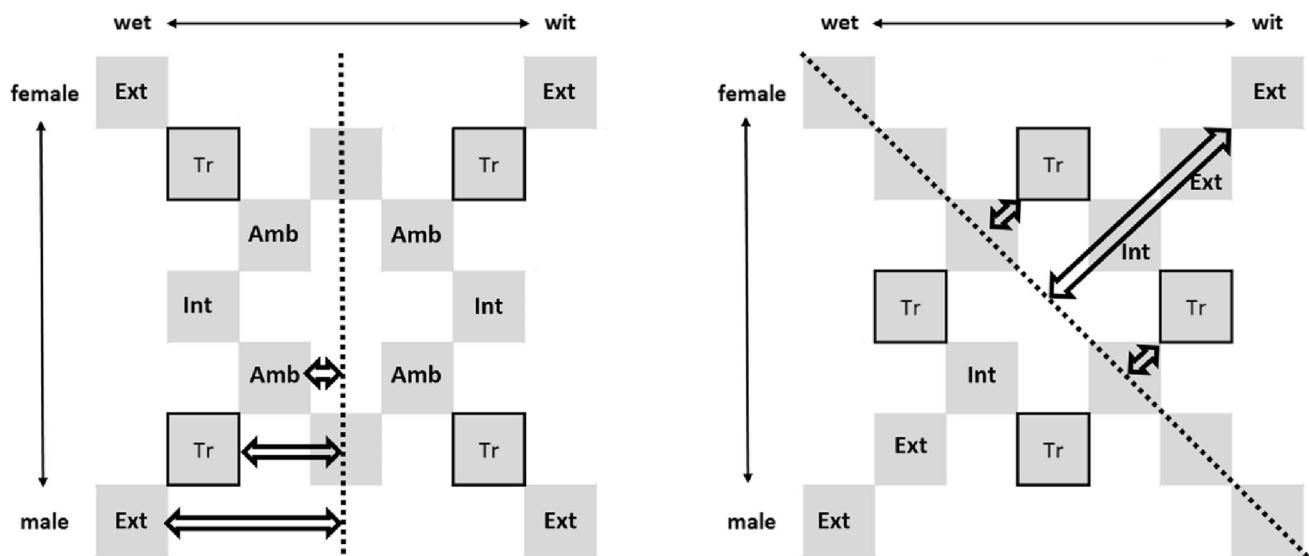 wet wit
female Ext Ext
Tr Tr
Amb Amb
Int Int
Amb Amb
Tr Tr
male Ext Ext
wet wit
female Ext
Tr
Ext
Int
Tr Tr
Int
Ext Tr
male Ext